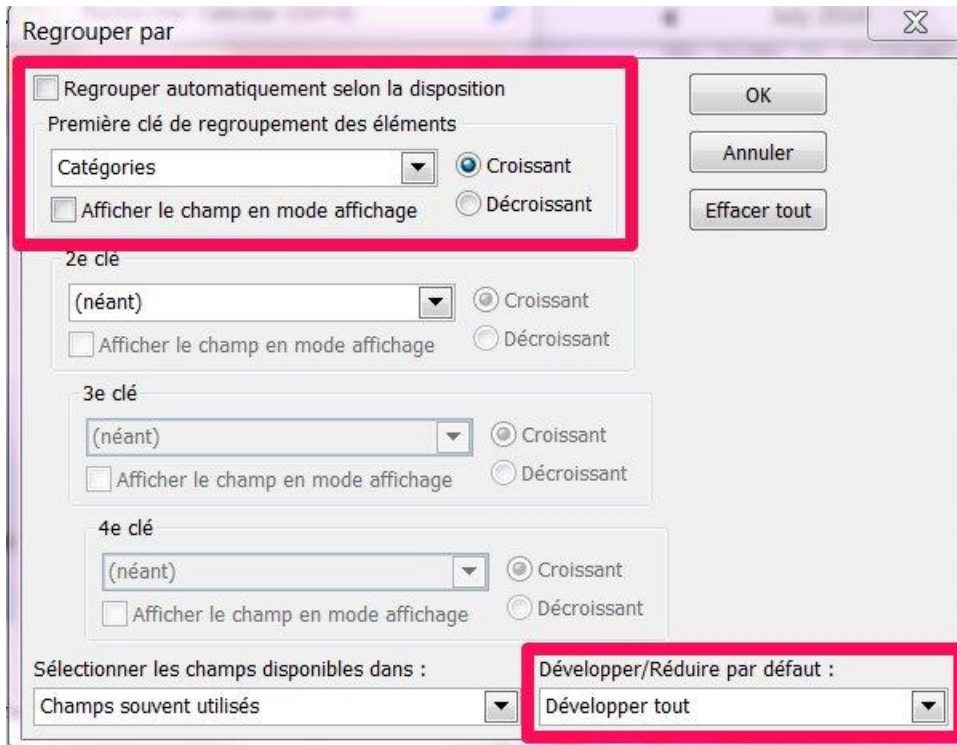 Regrouper par
Regrouper automatiquement selon la disposition
OK
Première clé de regroupement des éléments
Catégories
Croissant
Annuler
Afficher le champ en mode affichage
Décroissant
Effacer tout
2e clé
(néant)
Croissant
Afficher le champ en mode affichage
Décroissant
3e clé
(néant)
Croissant
Afficher le champ en mode affichage
Décroissant
4e clé
(néant)
Croissant
Afficher le champ en mode affichage
Décroissant
Sélectionner les champs disponibles dans :
Développer/Réduire par défaut :
Champs souvent utilisés
Développer tout